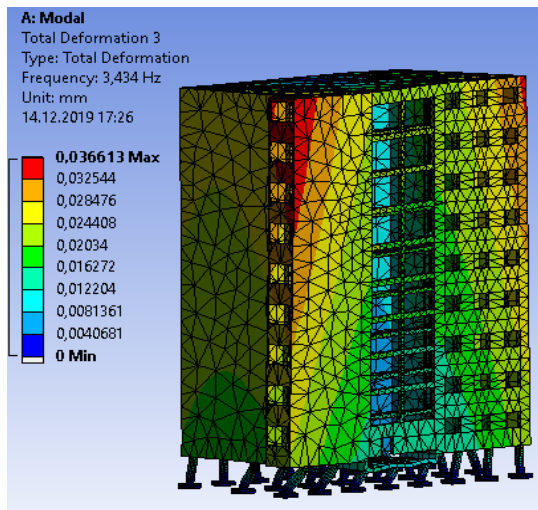 A: Modal
Total Deformation 3
Type: Total Deformation
Frequency: 3,434 Hz
Unit: mm
14.12.2019 17:26
0,036613 Max
0,032544
0,028476
0,024408
0,02034
0,016272
0,012204
0,0081361
0,0040681
0 Min